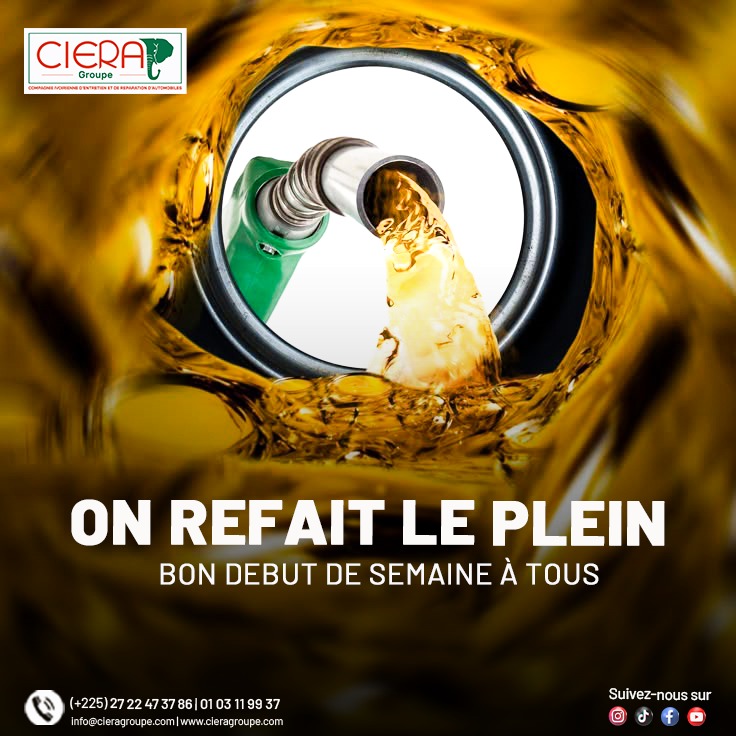 CIERA
Groupe
COMPAGNIE IVOIRIENNE D'ENTRETIEN ET DE REPARATION D'AUTOMOBILES
ON REFAIT LE PLEIN
BON DEBUT DE SEMAINE À TOUS
(+225) 27 22 47 37 86 | 01 03 11 99 37
info@cieragroupe.com | www.cieragroupe.com
Suivez-nous sur